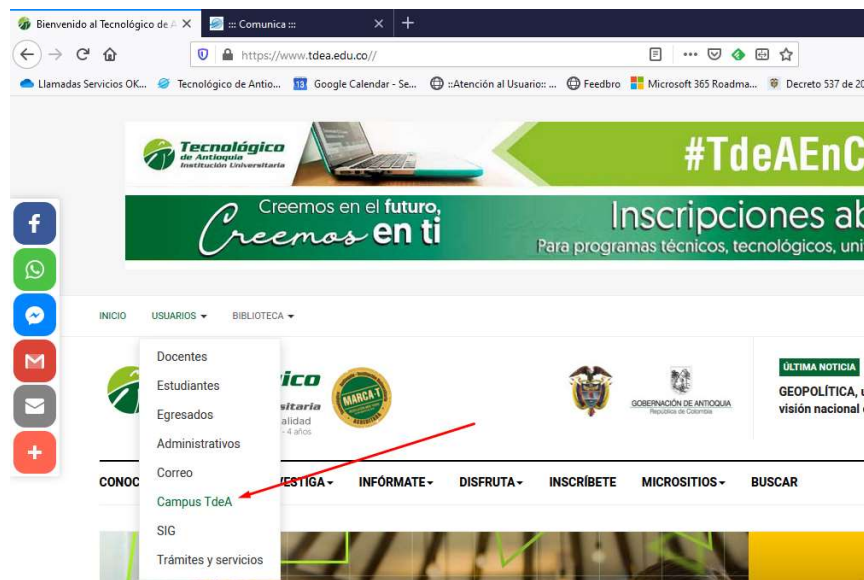 Bienvenido al Tecnológico de A
::: Comunica :::
https://www.tdea.edu.co//
Llamadas Servicios OK...
Tecnológico de Antio...
18
Google Calendar - Se...
::Atención al Usuario:: ...
Feedbro
Microsoft 365 Roadma...
Decreto 537 de 20
Tecnológico
de Antioquia
Institución Universitaria
#TdeAEnC
Creemos en el futuro,
Creemos en ti
Inscripciones ab
Para programas técnicos, tecnológicos, uni
INICIO
USUARIOS
BIBLIOTECA
Docentes
Estudiantes
Egresados
Administrativos
Correo
Campus TdeA
SIG
Trámites y servicios
ico
sitaria
alidad
- 4 años
MARCA-T
GOBERNACIÓN DE ANTIOQUIA
República de Colombia
ÚLTIMA NOTICIA
GEOPOLÍTICA, u
visión nacional
CONOC
ESTIGA
INFÓRMATE
DISFRUTA
INSCRÍBETE
MICROSITIOS
BUSCAR